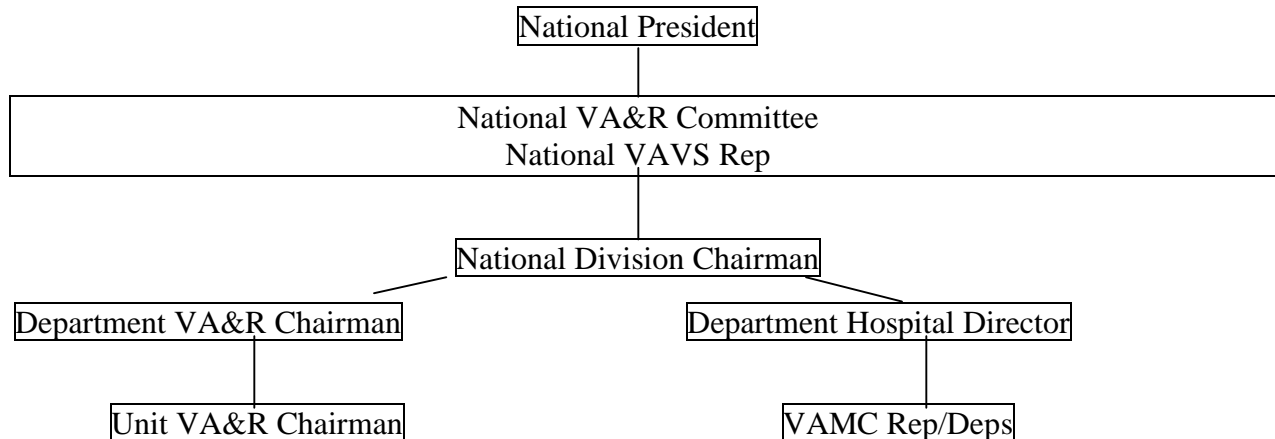 National President
National VA&R Committee
National VAVS Rep
National Division Chairman
Department VA&R Chairman
Department Hospital Director
Unit VA&R Chairman
VAMC Rep/Deps